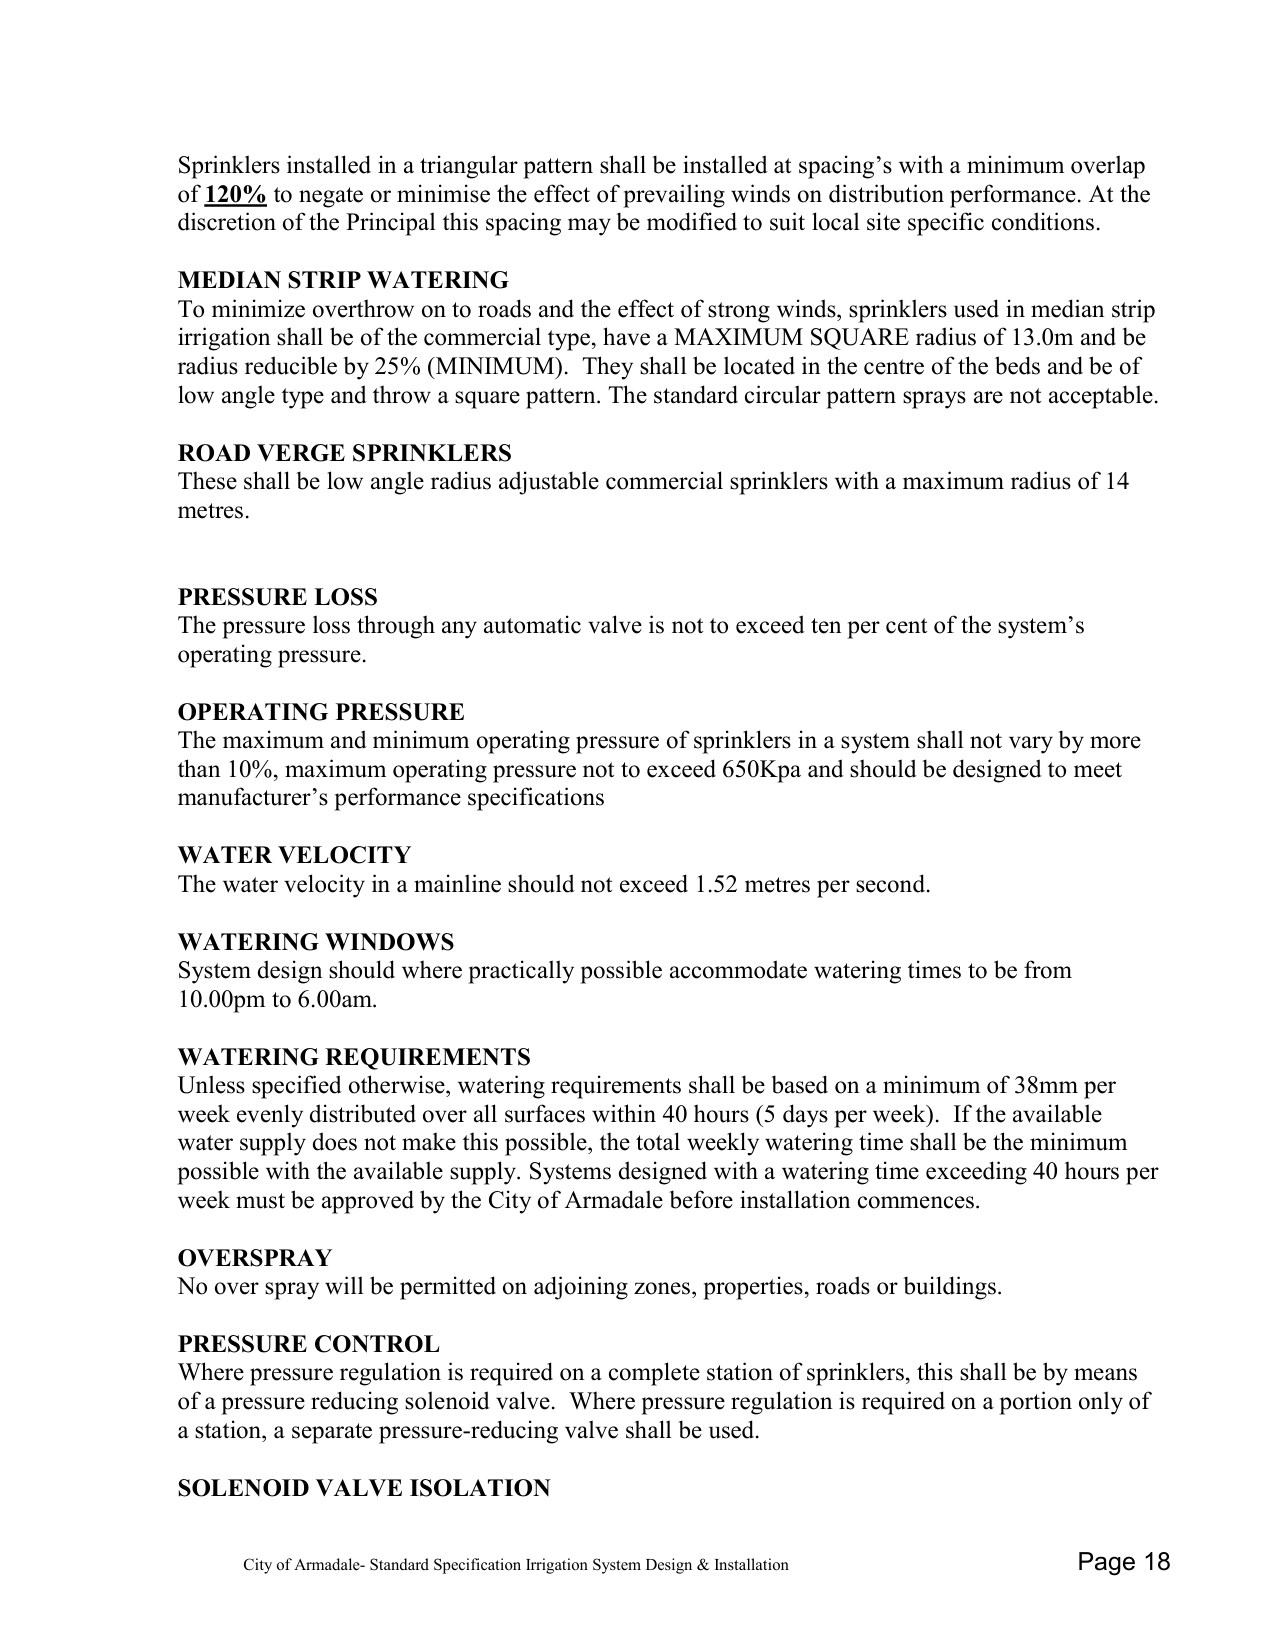 Sprinklers installed in a triangular pattern shall be installed at spacing’s with a minimum overlap
of 120% to negate or minimise the effect of prevailing winds on distribution performance. At the
discretion of the Principal this spacing may be modified to suit local site specific conditions.
MEDIAN STRIP WATERING
To minimize overthrow on to roads and the effect of strong winds, sprinklers used in median strip
irrigation shall be of the commercial type, have a MAXIMUM SQUARE radius of 13.0m and be
radius reducible by 25% (MINIMUM).  They shall be located in the centre of the beds and be of
low angle type and throw a square pattern. The standard circular pattern sprays are not acceptable.
ROAD VERGE SPRINKLERS
These shall be low angle radius adjustable commercial sprinklers with a maximum radius of 14
metres.
PRESSURE LOSS
The pressure loss through any automatic valve is not to exceed ten per cent of the system’s
operating pressure.
OPERATING PRESSURE
The maximum and minimum operating pressure of sprinklers in a system shall not vary by more
than 10%, maximum operating pressure not to exceed 650Kpa and should be designed to meet
manufacturer’s performance specifications
WATER VELOCITY
The water velocity in a mainline should not exceed 1.52 metres per second.
WATERING WINDOWS
System design should where practically possible accommodate watering times to be from
10.00pm to 6.00am.
WATERING REQUIREMENTS
Unless specified otherwise, watering requirements shall be based on a minimum of 38mm per
week evenly distributed over all surfaces within 40 hours (5 days per week).  If the available
water supply does not make this possible, the total weekly watering time shall be the minimum
possible with the available supply. Systems designed with a watering time exceeding 40 hours per
week must be approved by the City of Armadale before installation commences.
OVERSPRAY
No over spray will be permitted on adjoining zones, properties, roads or buildings.
PRESSURE CONTROL
Where pressure regulation is required on a complete station of sprinklers, this shall be by means
of a pressure reducing solenoid valve.  Where pressure regulation is required on a portion only of
a station, a separate pressure-reducing valve shall be used.
SOLENOID VALVE ISOLATION
City of Armadale- Standard Specification Irrigation System Design & Installation Page 18